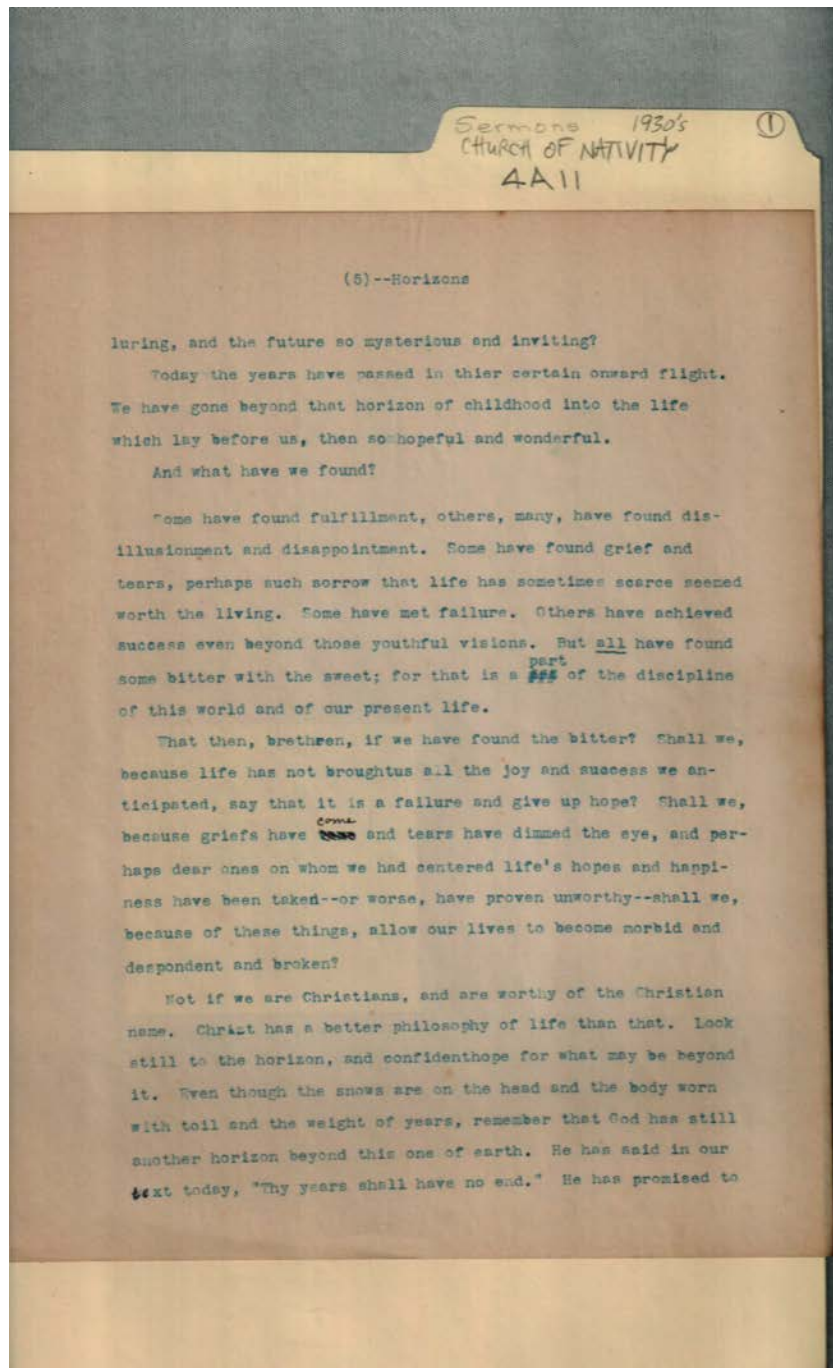 Sermons 1930's ①
CHURCH OF NATIVITY
4A11
(5)--Horizons
luring, and the future so mysterious and inviting?
Today the years have passed in thier certain onward flight.
We have gone beyond that horizon of childhood into the life
which lay before us, then so hopeful and wonderful.
And what have we found?
Some have found fulfillment, others, many, have found dis-
illusionment and disappointment. Some have found grief and
tears, perhaps such sorrow that life has sometimes scarce seemed
worth the living. Some have met failure. Others have achieved
success even beyond those youthful visions. But all have found
part
some bitter with the sweet; for that is a of the discipline
of this world and of our present life.
What then, brethren, if we have found the bitter? Shall we,
because life has not broughtus all the joy and success we an-
ticipated, say that it is a failure and give up hope? Shall we,
come
because griefs have and tears have dimmed the eye, and per-
haps dear ones on whom we had centered life's hopes and happi-
ness have been taken--or worse, have proven unworthy--shall we,
because of these things, allow our lives to become morbid and
despondent and broken?
Not if we are Christians, and are worthy of the Christian
name. Christ has a better philosophy of life than that. Look
still to the horizon, and confidenthope for what may be beyond
it. Even though the snows are on the head and the body worn
with toil and the weight of years, remember that God has still
another horizon beyond this one of earth. He has said in our
text today, "Thy years shall have no end." He has promised to